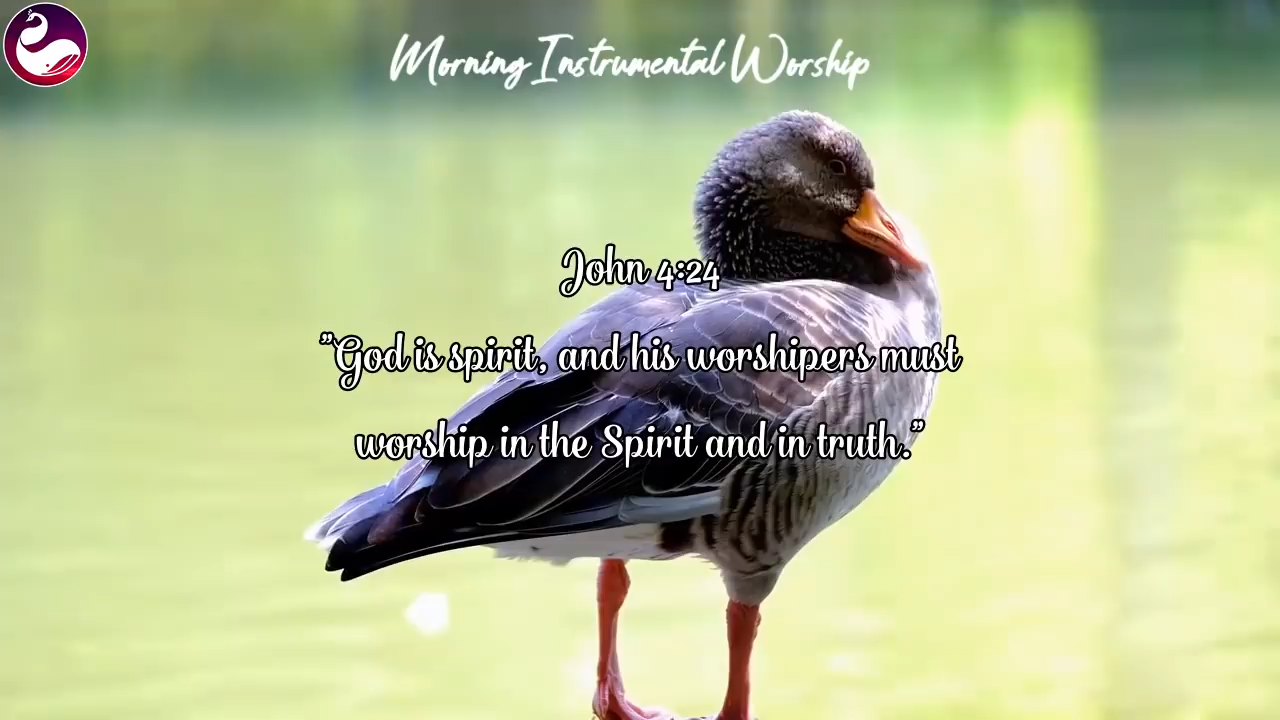 Morning Instrumental Worship
John 4:24
"God is spirit, and his worshipers must
worship in the Spirit and in truth."